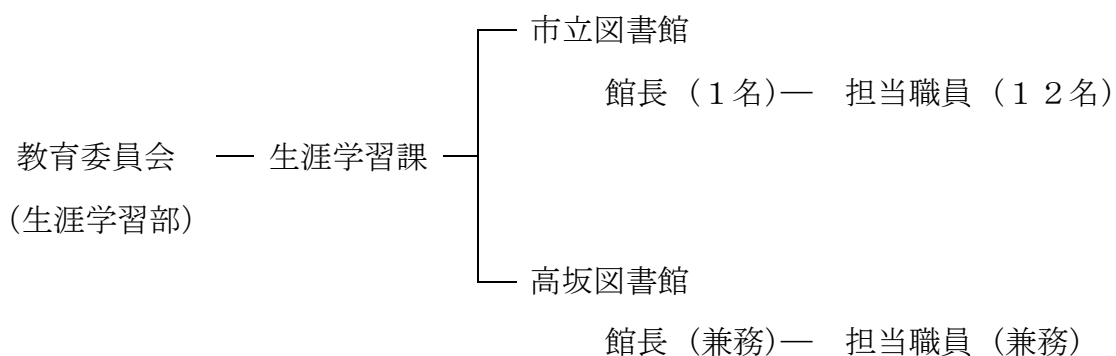 市立図書館
館長（１名）― 担当職員（１２名）
教育委員会 ― 生涯学習課
（生涯学習部）
高坂図書館
館長（兼務）― 担当職員（兼務）